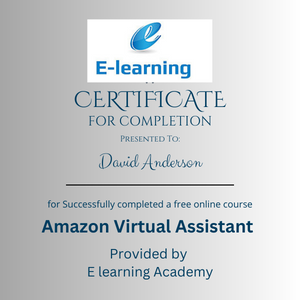 E-learning
CERTIFICATE
FOR COMPLETION
PRESENTED TO:
David Anderson
for Successfully completed a free online course
Amazon Virtual Assistant
Provided by
E learning Academy